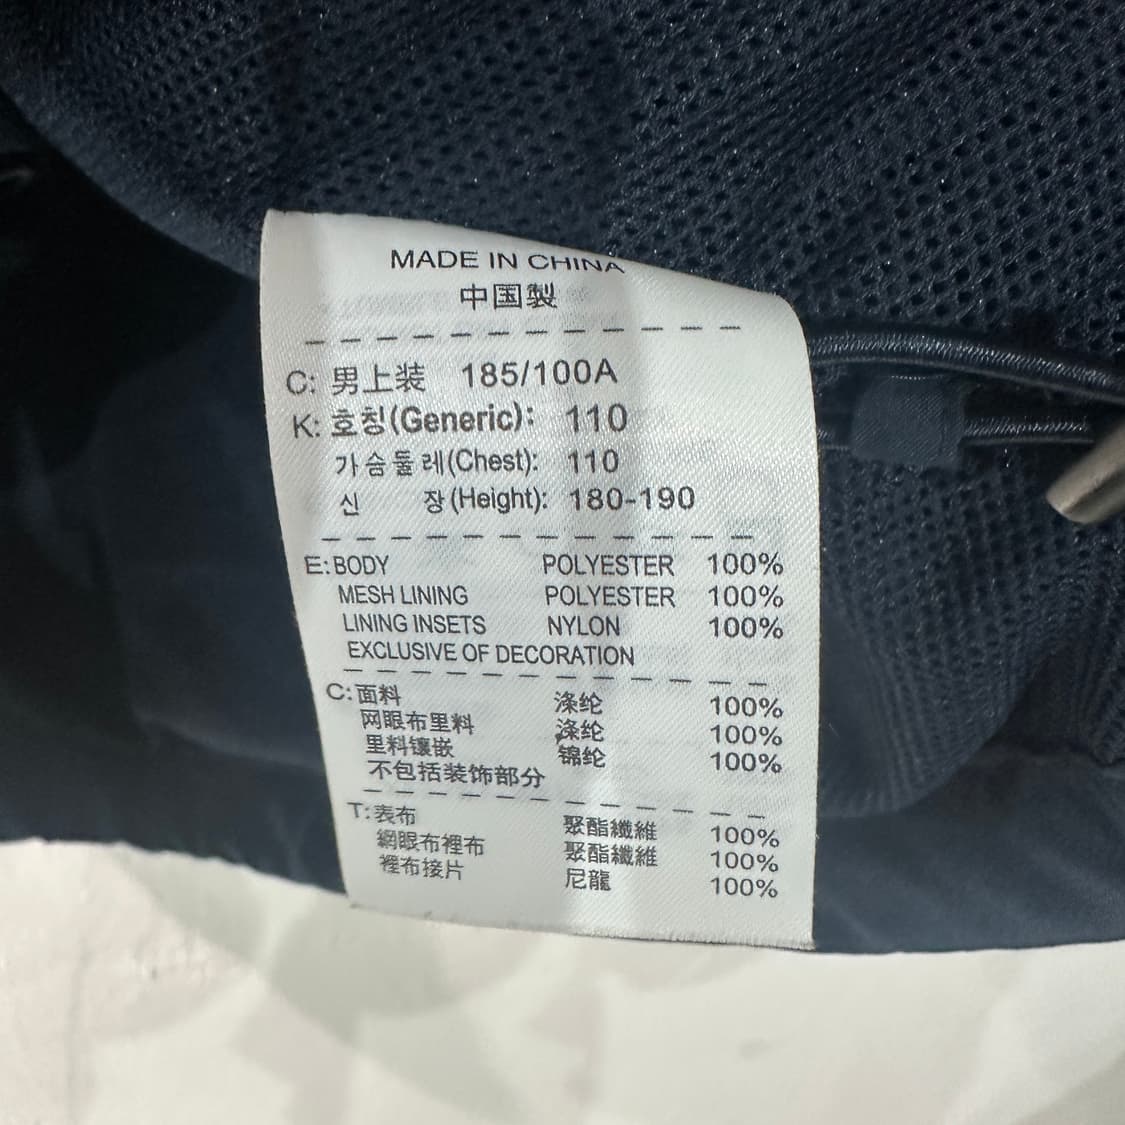 MADE IN CHINA
中国製
C: 男上装 185/100A
K: 호칭(Generic): 110
가슴둘레(Chest): 110
신 장(Height): 180-190
E: BODY POLYESTER 100%
MESH LINING POLYESTER 100%
LINING INSETS NYLON 100%
EXCLUSIVE OF DECORATION
C: 面料 涤纶 100%
网眼布里料 涤纶 100%
里料镶嵌 锦纶 100%
不包括装饰部分
T: 表布 聚酯纖維 100%
網眼布裡布 聚酯纖維 100%
裡布接片 尼龍 100%